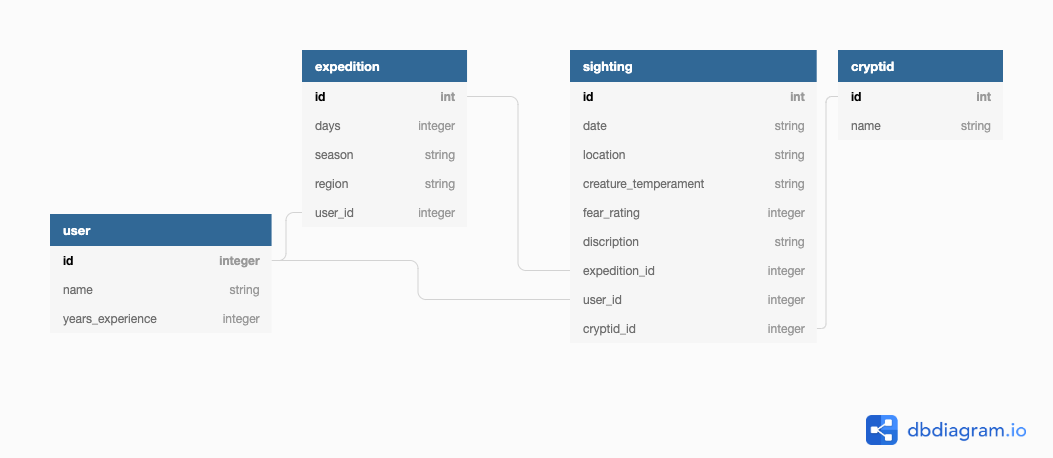 expedition
id int
days integer
season string
region string
user_id integer
sighting
id int
date string
location string
creature_temperament string
fear_rating integer
discription string
expedition_id integer
user_id integer
cryptid_id integer
cryptid
id int
name string
user
id integer
name string
years_experience integer
dbdiagram.io